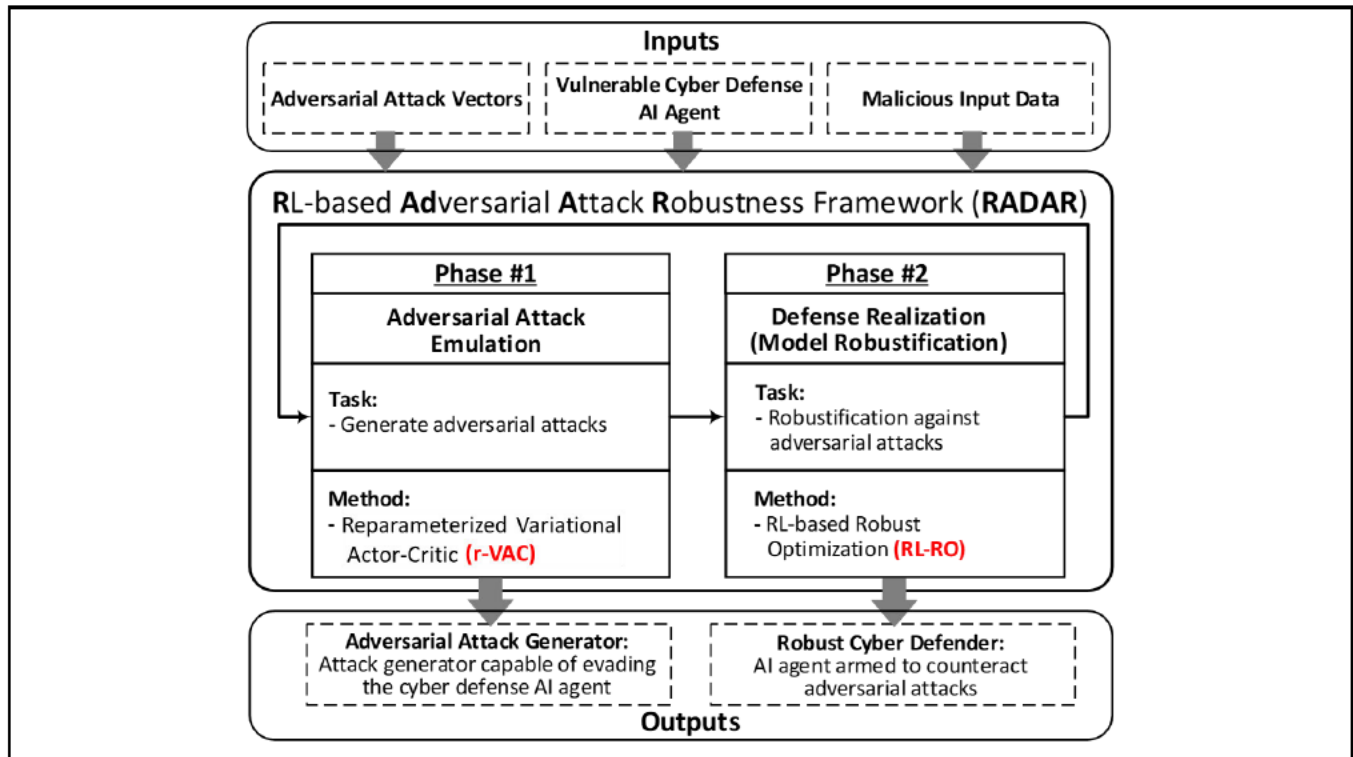 Inputs
Adversarial Attack Vectors
Vulnerable Cyber Defense
AI Agent
Malicious Input Data
RL-based Adversarial Attack Robustness Framework (RADAR)
Phase #1
Adversarial Attack
Emulation
Task:
- Generate adversarial attacks
Method:
- Reparameterized Variational
Actor-Critic (r-VAC)
Phase #2
Defense Realization
(Model Robustification)
Task:
- Robustification against
adversarial attacks
Method:
- RL-based Robust
Optimization (RL-RO)
Adversarial Attack Generator:
Attack generator capable of evading
the cyber defense AI agent
Robust Cyber Defender:
AI agent armed to counteract
adversarial attacks
Outputs